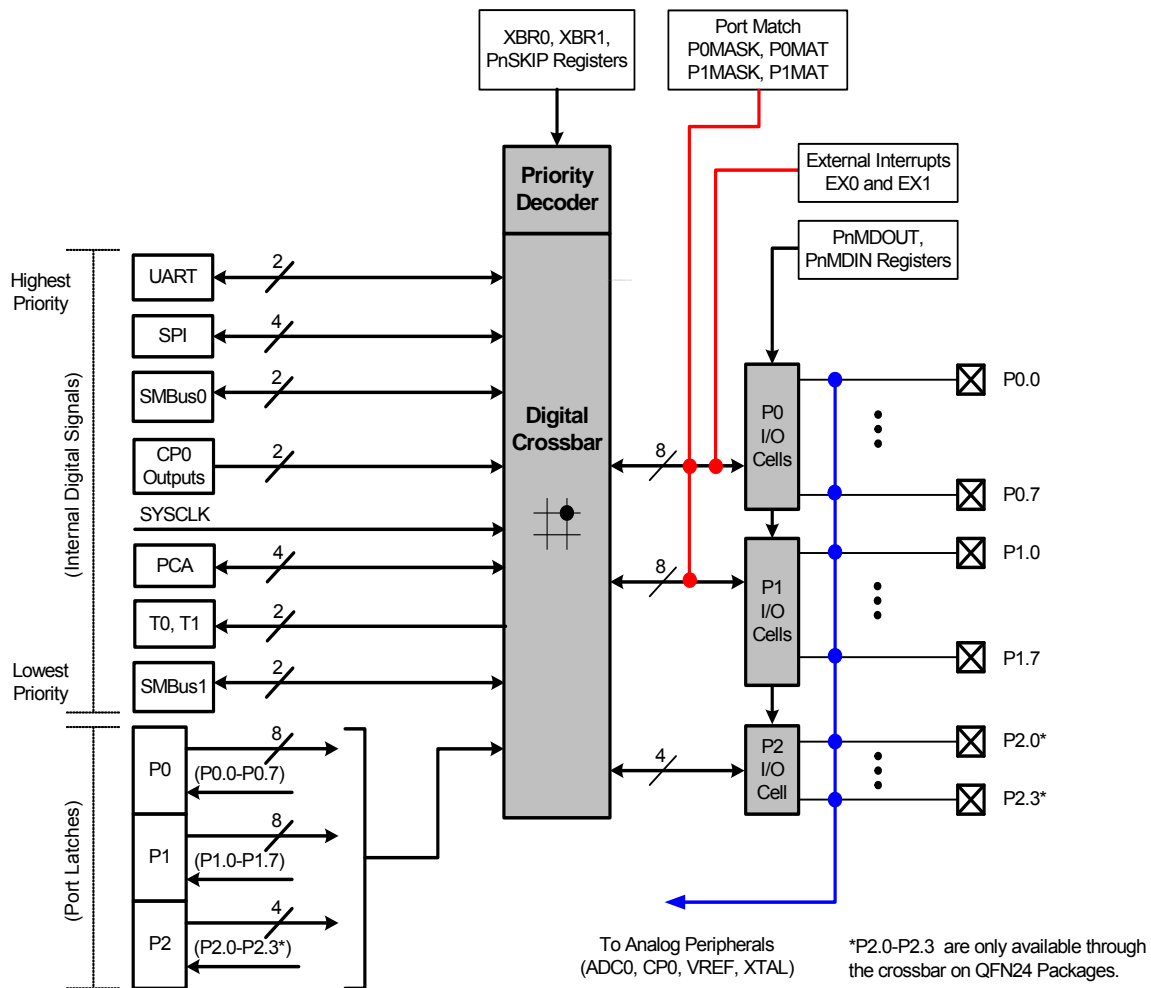 XBR0, XBR1,
PnSKIP Registers
Port Match
P0MASK, P0MAT
P1MASK, P1MAT
External Interrupts
EX0 and EX1
Priority
Decoder
PnMDOUT,
PnMDIN Registers
Highest
Priority
(Internal Digital Signals)
UART
2
SPI
4
SMBus0
2
Digital
Crossbar
CP0
Outputs
2
SYSCLK
PCA
4
T0, T1
2
Lowest
Priority
SMBus1
2
8
P0
I/O
Cells
P0.0
P0.7
8
P1
I/O
Cells
P1.0
P1.7
4
P2
I/O
Cell
P2.0*
P2.3*
(Port Latches)
P0
8
(P0.0-P0.7)
P1
8
(P1.0-P1.7)
P2
4
(P2.0-P2.3*)
To Analog Peripherals
(ADC0, CP0, VREF, XTAL)
*P2.0-P2.3 are only available through
the crossbar on QFN24 Packages.